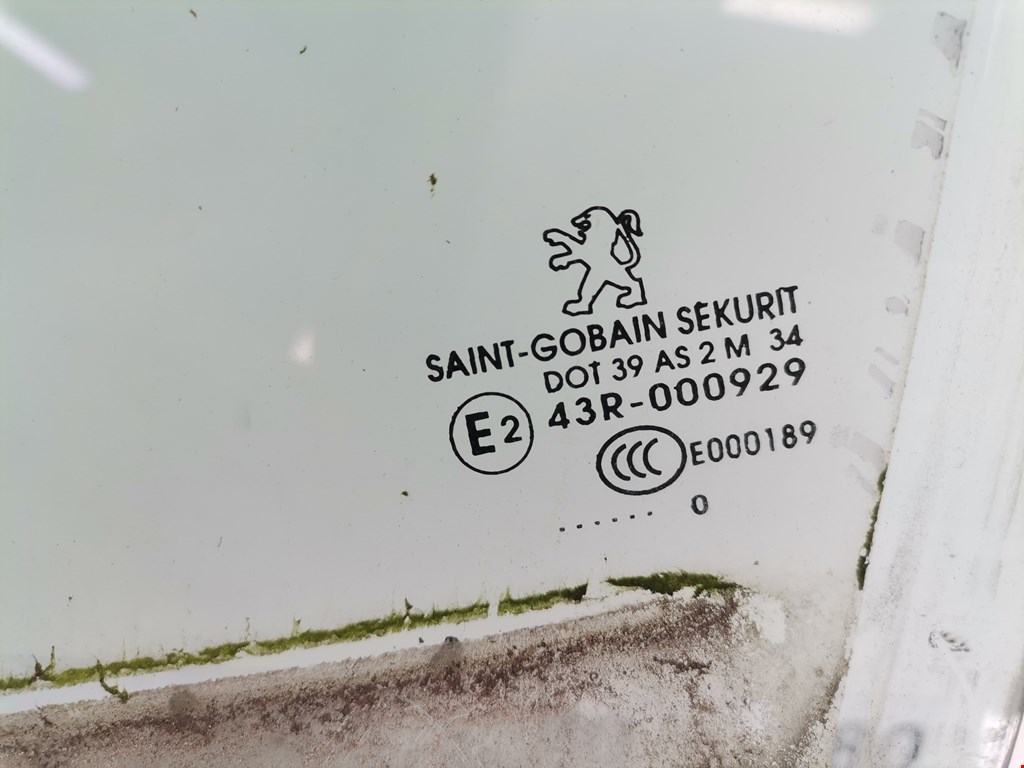 SAINT-GOBAIN SEKURIT
DOT 39 AS 2 M 34
E2 43R-000929
CCC E000189
...... 0